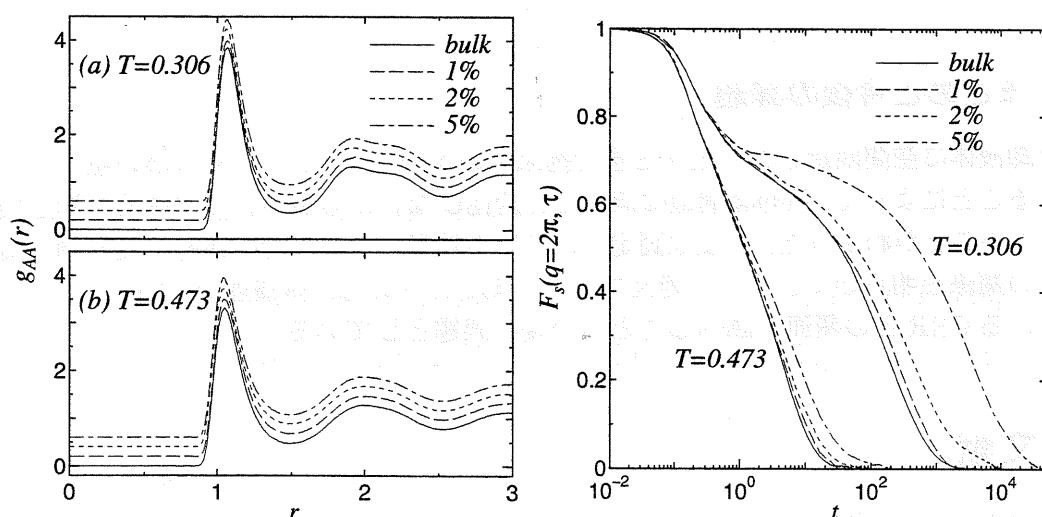 4
2
0
g_AA(r)
(a) T=0.306
bulk
1%
2%
5%
4
2
0
(b) T=0.473
0
1
2
3
r
1
0.8
0.6
0.4
0.2
0
F_s(q=2π, τ)
bulk
1%
2%
5%
T=0.306
T=0.473
10^-2
10^0
10^2
10^4
t